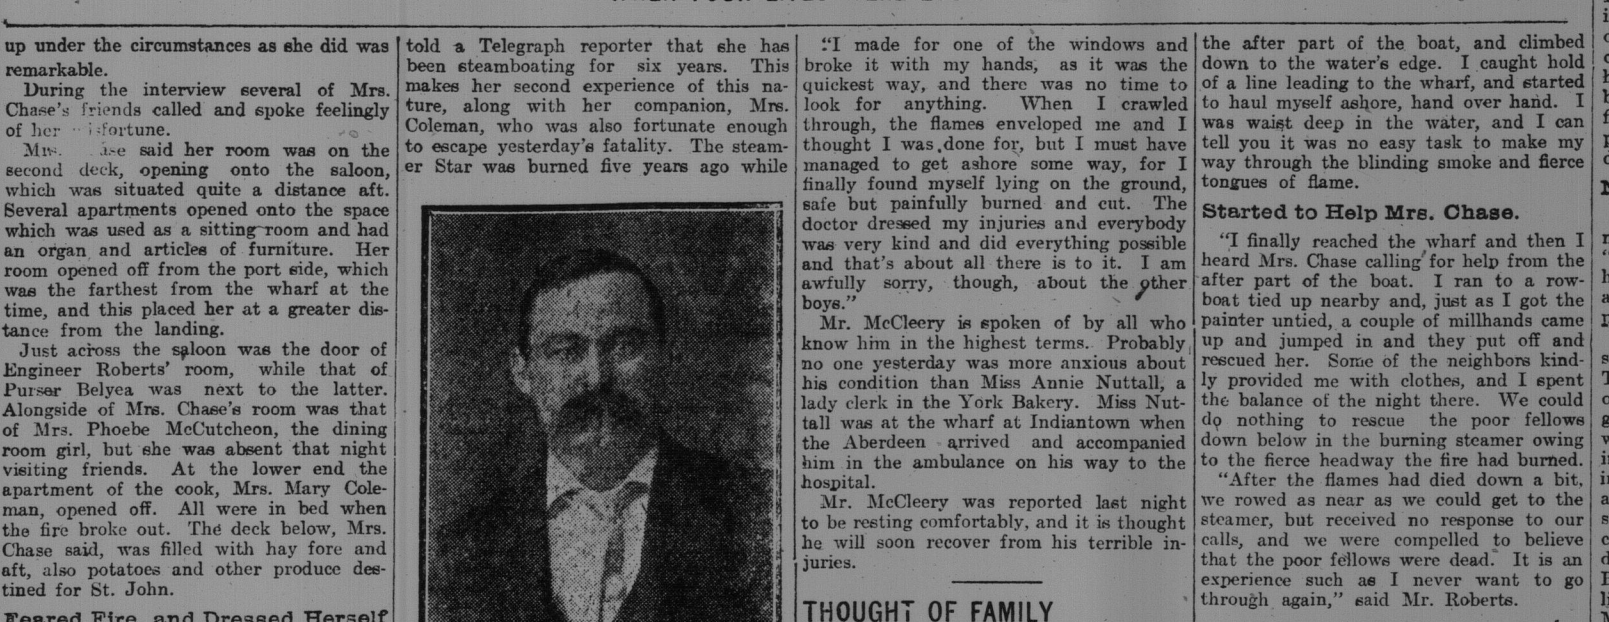 up under the circumstances as she did was
remarkable.
During the interview several of Mrs.
Chase's friends called and spoke feelingly
of her
Mrs. said her room was on the
second deck, opening onto the saloon,
which was situated quite a distance aft.
Several apartments opened onto the space
which was used as a sitting room and had
an organ and articles of furniture. Her
room opened off from the port side, which
was the farthest from the wharf at the
time, and this placed her at a greater dis-
tance from the landing.
Just across the saloon was the door of
Engineer Roberts' room, while that of
Purser Belyea was next to the latter.
Alongside of Mrs. Chase's room was that
of Mrs. Phoebe McCutcheon, the dining
room girl, but she was absent that night
visiting friends. At the lower end the
apartment of the cook, Mrs. Mary Cole-
man, opened off. All were in bed when
the fire broke out. The deck below, Mrs.
Chase said, was filled with hay fore and
aft, also potatoes and other produce des-
tined for St. John.
Feared Fire and Dressed Herself
told a Telegraph reporter that she has
been steamboating for six years. This
makes her second experience of this na-
ture, along with her companion, Mrs.
Coleman, who was also fortunate enough
to escape yesterday's fatality. The steam-
er Star was burned five years ago while
"I made for one of the windows and
broke it with my hands, as it was the
quickest way, and there was no time to
look for anything. When I crawled
through, the flames enveloped me and I
thought I was done for, but I must have
managed to get ashore some way, for I
finally found myself lying on the ground,
safe but painfully burned and cut. The
doctor dressed my injuries and everybody
was very kind and did everything possible
and that's about all there is to it. I am
awfully sorry, though, about the other
boys."
Mr. McCleery is spoken of by all who
know him in the highest terms. Probably
no one yesterday was more anxious about
his condition than Miss Annie Nuttall, a
lady clerk in the York Bakery. Miss Nut-
tall was at the wharf at Indiantown when
the Aberdeen arrived and accompanied
him in the ambulance on his way to the
hospital.
Mr. McCleery was reported last night
to be resting comfortably, and it is thought
he will soon recover from his terrible in-
juries.
THOUGHT OF FAMILY
the after part of the boat, and climbed
down to the water's edge. I caught hold
of a line leading to the wharf, and started
to haul myself ashore, hand over hand. I
was waist deep in the water, and I can
tell you it was no easy task to make my
way through the blinding smoke and fierce
tongues of flame.
Started to Help Mrs. Chase.
"I finally reached the wharf and then I
heard Mrs. Chase calling for help from the
after part of the boat. I ran to a row-
boat tied up nearby and, just as I got the
painter untied, a couple of millhands came
up and jumped in and they put off and
rescued her. Some of the neighbors kind-
ly provided me with clothes, and I spent
the balance of the night there. We could
do nothing to rescue the poor fellows
down below in the burning steamer owing
to the fierce headway the fire had burned.
"After the flames had died down a bit,
we rowed as near as we could get to the
steamer, but received no response to our
calls, and we were compelled to believe
that the poor fellows were dead. It is an
experience such as I never want to go
through again," said Mr. Roberts.